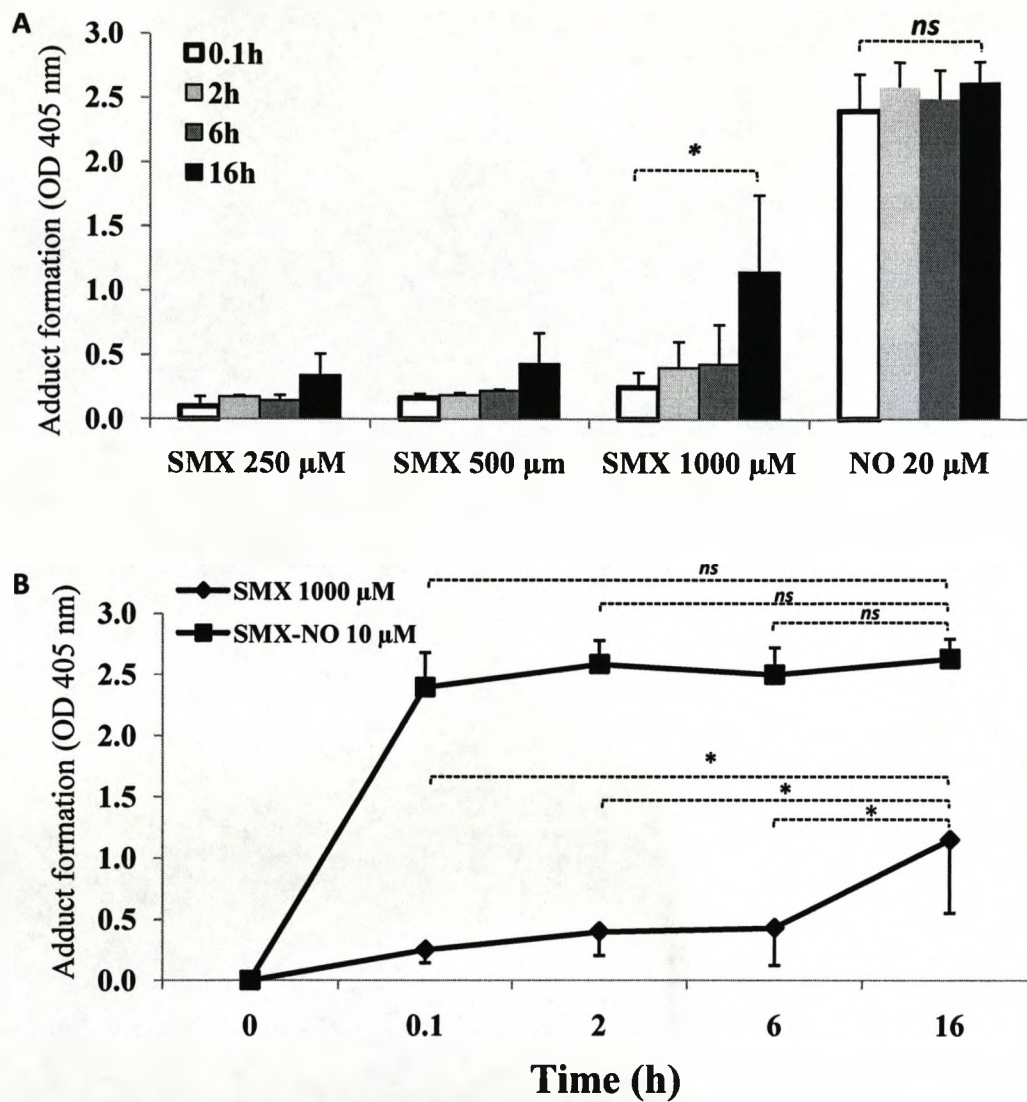 A
Adduct formation (OD 405 nm)
3.0
2.5
2.0
1.5
1.0
0.5
0.0
0.1h
2h
6h
16h
*
ns
SMX 250 µM
SMX 500 µm
SMX 1000 µM
NO 20 µM
B
Adduct formation (OD 405 nm)
SMX 1000 µM
SMX-NO 10 µM
3.0
2.5
2.0
1.5
1.0
0.5
0.0
ns
ns
ns
*
*
*
0
0.1
2
6
16
Time (h)